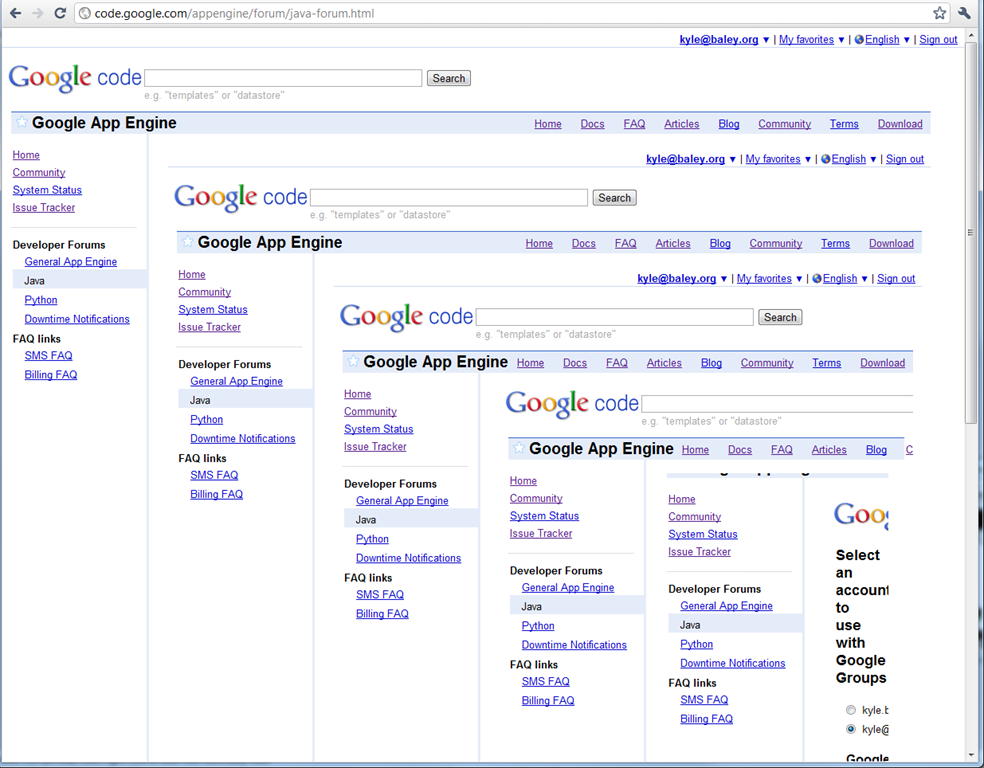 code.google.com/appengine/forum/java-forum.html
kyle@baley.org ▼ | My favorites ▼ | English ▼ | Sign out
Google code Search
e.g. "templates" or "datastore"
Google App Engine Home Docs FAQ Articles Blog Community Terms Download
Home
Community
System Status
Issue Tracker
Developer Forums
General App Engine
Java
Python
Downtime Notifications
FAQ links
SMS FAQ
Billing FAQ
kyle@baley.org ▼ | My favorites ▼ | English ▼ | Sign out
Google code Search
e.g. "templates" or "datastore"
Google App Engine Home Docs FAQ Articles Blog Community Terms Download
Home
Community
System Status
Issue Tracker
Developer Forums
General App Engine
Java
Python
Downtime Notifications
FAQ links
SMS FAQ
Billing FAQ
kyle@baley.org ▼ | My favorites ▼ | English ▼ | Sign out
Google code Search
e.g. "templates" or "datastore"
Google App Engine Home Docs FAQ Articles Blog Community Terms Download
Home
Community
System Status
Issue Tracker
Developer Forums
General App Engine
Java
Python
Downtime Notifications
FAQ links
SMS FAQ
Billing FAQ
Google code
e.g. "templates" or "datastore"
Google App Engine Home Docs FAQ Articles Blog C
Home
Community
System Status
Issue Tracker
Developer Forums
General App Engine
Java
Python
Downtime Notifications
FAQ links
SMS FAQ
Billing FAQ
Home
Community
System Status
Issue Tracker
Developer Forums
General App Engine
Java
Python
Downtime Notifications
FAQ links
SMS FAQ
Billing FAQ
Goog
Select
an
account
to
use
with
Google
Groups
kyle.b
kyle@
Google